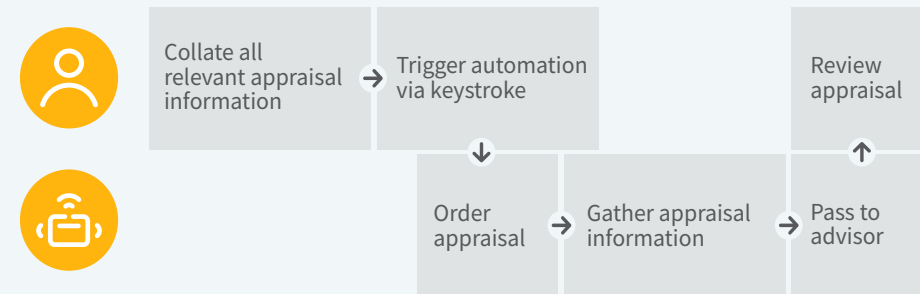 Collate all
relevant appraisal
information
Trigger automation
via keystroke
Review
appraisal
Order
appraisal
Gather appraisal
information
Pass to
advisor